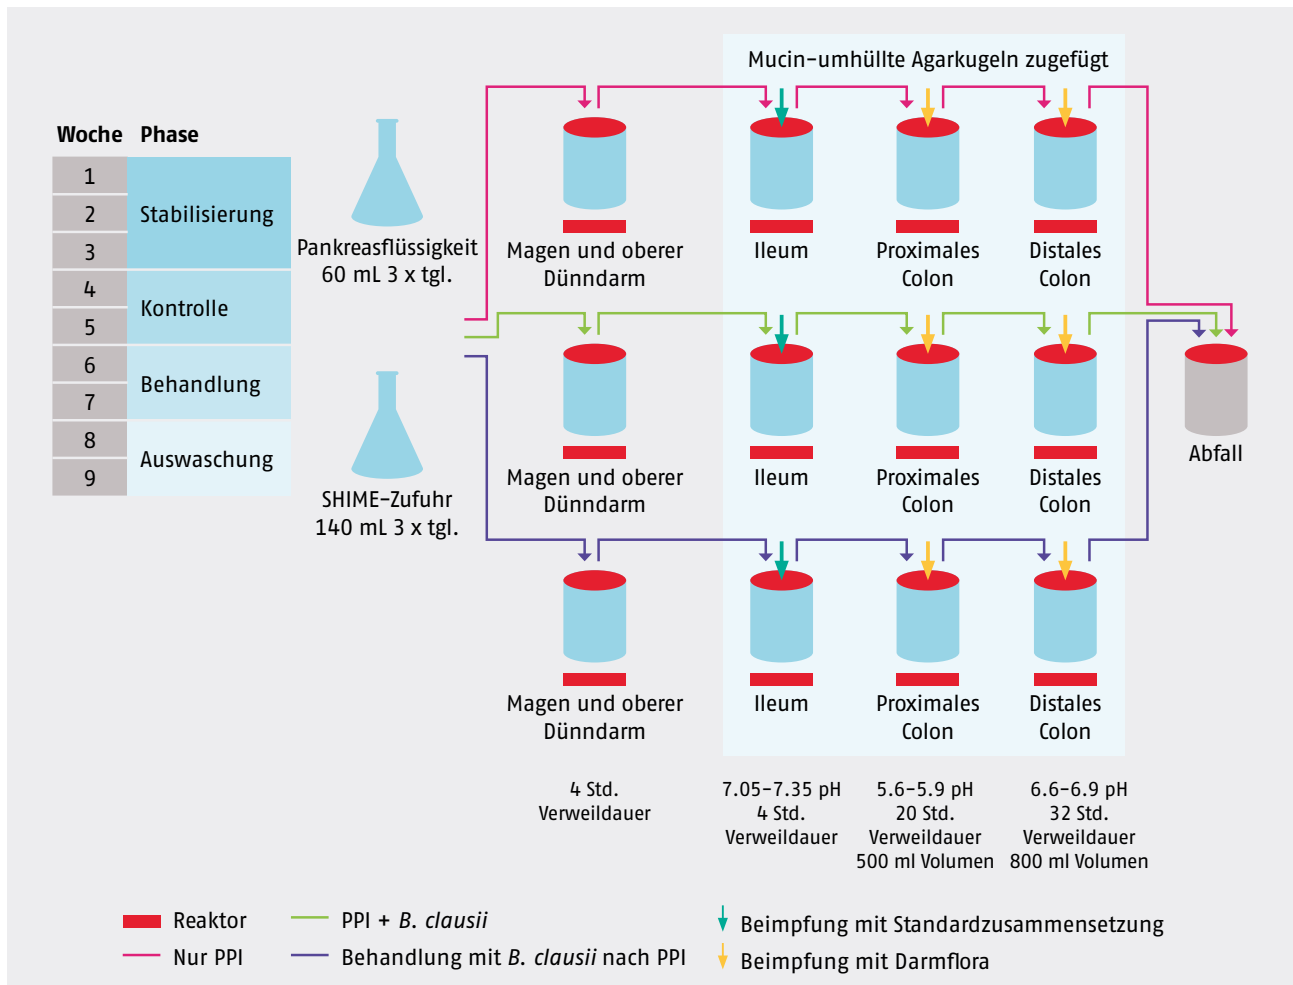 Mucin-umhüllte Agarkugeln zugefügt
Woche Phase
1
2
3
Stabilisierung
4
5
Kontrolle
6
7
Behandlung
8
9
Auswaschung
Pankreasflüssigkeit
60 mL 3 x tgl.
SHIME-Zufuhr
140 mL 3 x tgl.
Magen und oberer
Dünndarm
Ileum
Proximales
Colon
Distales
Colon
Magen und oberer
Dünndarm
Ileum
Proximales
Colon
Distales
Colon
Abfall
Magen und oberer
Dünndarm
Ileum
Proximales
Colon
Distales
Colon
4 Std.
Verweildauer
7.05–7.35 pH
4 Std.
Verweildauer
5.6–5.9 pH
20 Std.
Verweildauer
500 ml Volumen
6.6–6.9 pH
32 Std.
Verweildauer
800 ml Volumen
Reaktor
Nur PPI
PPI + B. clausii
Behandlung mit B. clausii nach PPI
Beimpfung mit Standardzusammensetzung
Beimpfung mit Darmflora